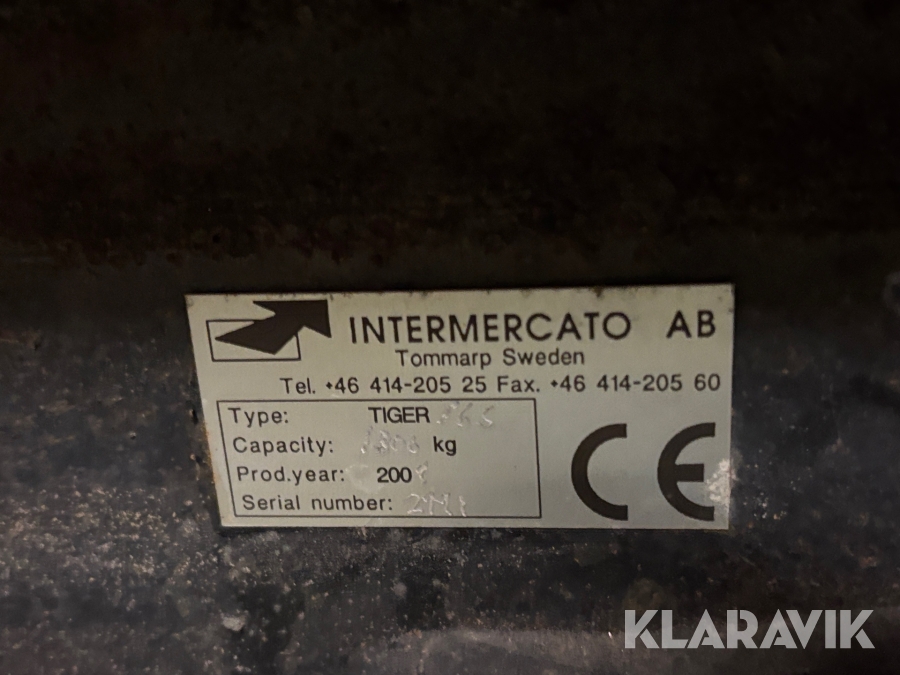 INTERMERCATO AB
Tommarp Sweden
Tel. +46 414-205 25 Fax. +46 414-205 60
Type: TIGER
Capacity: kg
Prod.year: 200
Serial number:
CE
KLARAVIK